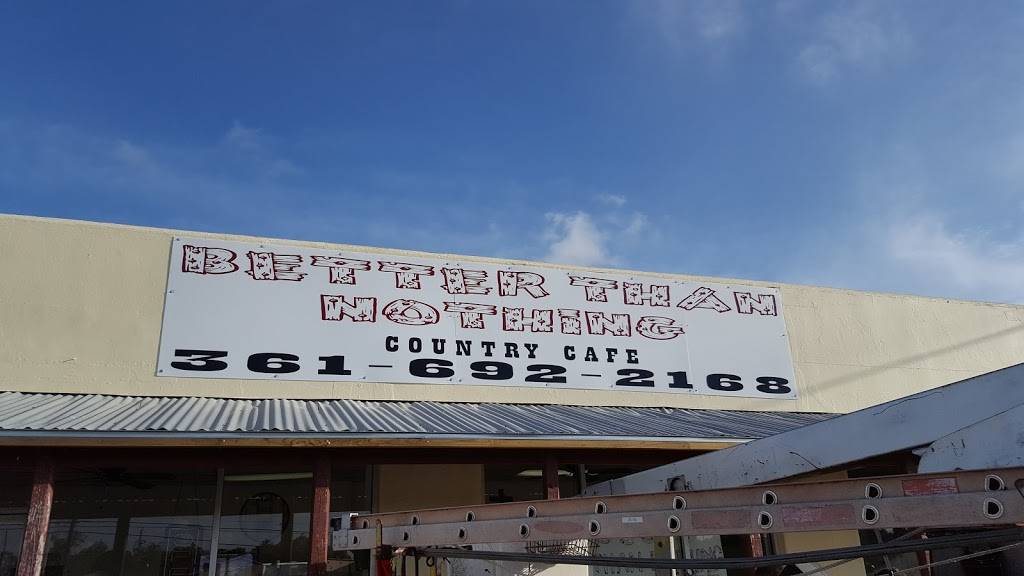 BETTER THAN
NOTHING
COUNTRY CAFE
361-692-2168